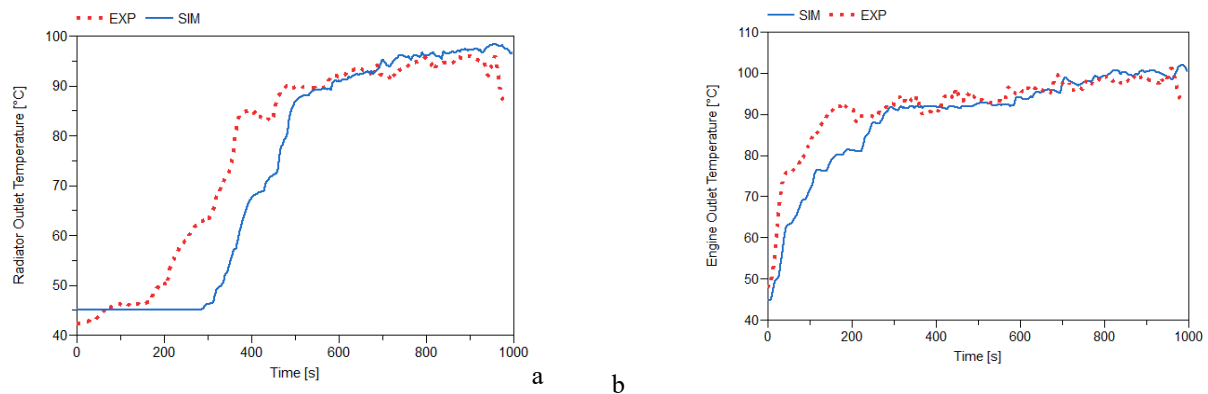 EXP SIM
100
90
80
70
60
50
40
Radiator Outlet Temperature [°C]
0 200 400 600 800 1000
Time [s]
a
SIM EXP
110
100
90
80
70
60
50
40
Engine Outlet Temperature [°C]
0 200 400 600 800 1000
Time [s]
b